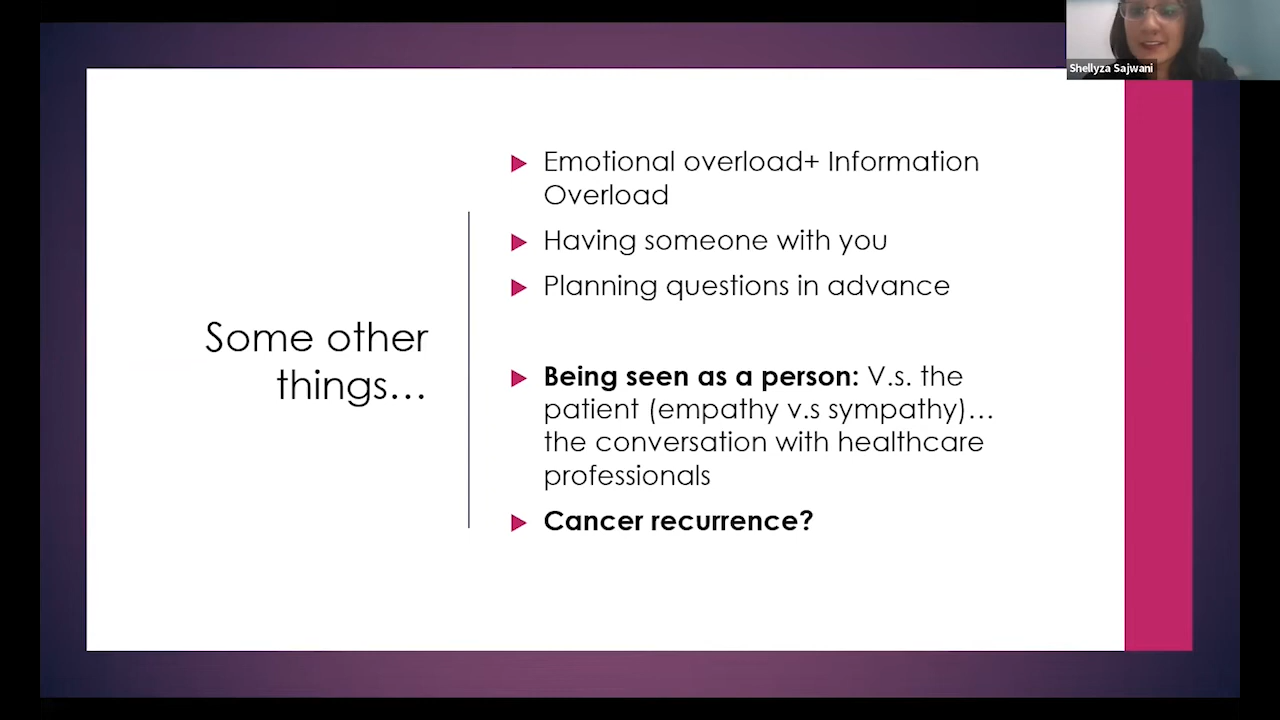 Shellyza Sajwani
Some other
things…
Emotional overload+ Information
Overload
Having someone with you
Planning questions in advance
Being seen as a person: V.s. the
patient (empathy v.s sympathy)…
the conversation with healthcare
professionals
Cancer recurrence?